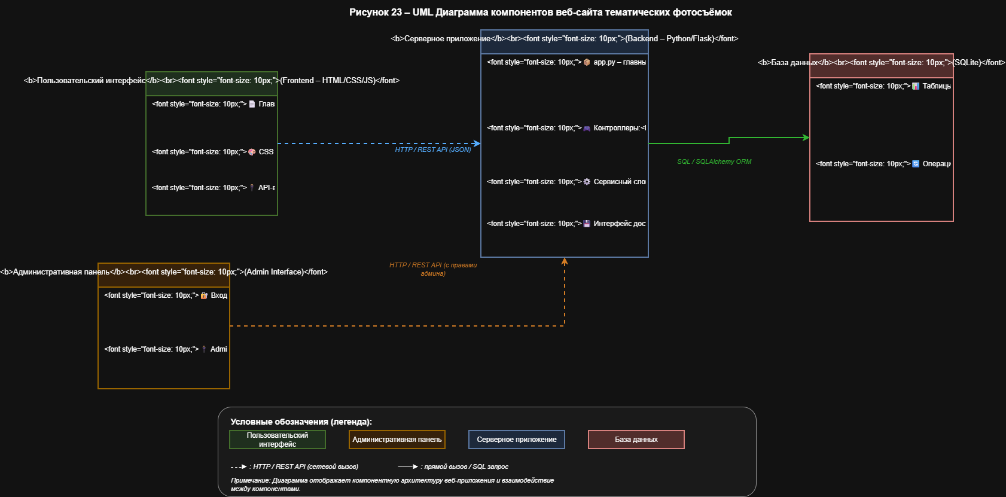 Рисунок 23 – UML Диаграмма компонентов веб-сайта тематических фотосъёмок
<b>Серверное приложение</b><br><font style="font-size: 10px;">(Backend – Python/Flask)</font>
<font style="font-size: 10px;"> 📦 app.py – главны
<font style="font-size: 10px;"> 🎮 Контроллеры:<
<font style="font-size: 10px;"> ⚙️ Сервисный сло
<font style="font-size: 10px;"> 💾 Интерфейс дос
<b>База данных</b><br><font style="font-size: 10px;">(SQLite)</font>
<font style="font-size: 10px;"> 📊 Таблицы
<font style="font-size: 10px;"> 🔄 Операци
<b>Пользовательский интерфейс</b><br><font style="font-size: 10px;">(Frontend – HTML/CSS/JS)</font>
<font style="font-size: 10px;"> 📄 Глав
<font style="font-size: 10px;"> 🎨 CSS
<font style="font-size: 10px;"> API-
HTTP / REST API (JSON)
SQL / SQLAlchemy ORM
HTTP / REST API (с правами
админа)
<b>Административная панель</b><br><font style="font-size: 10px;">(Admin Interface)</font>
<font style="font-size: 10px;"> 🔐 Вход
<font style="font-size: 10px;"> Admi
Условные обозначения (легенда):
Пользовательский
интерфейс
Административная панель
Серверное приложение
База данных
: HTTP / REST API (сетевой вызов)
: прямой вызов / SQL запрос
Примечание: Диаграмма отображает компонентную архитектуру веб-приложения и взаимодействие
между компонентами.